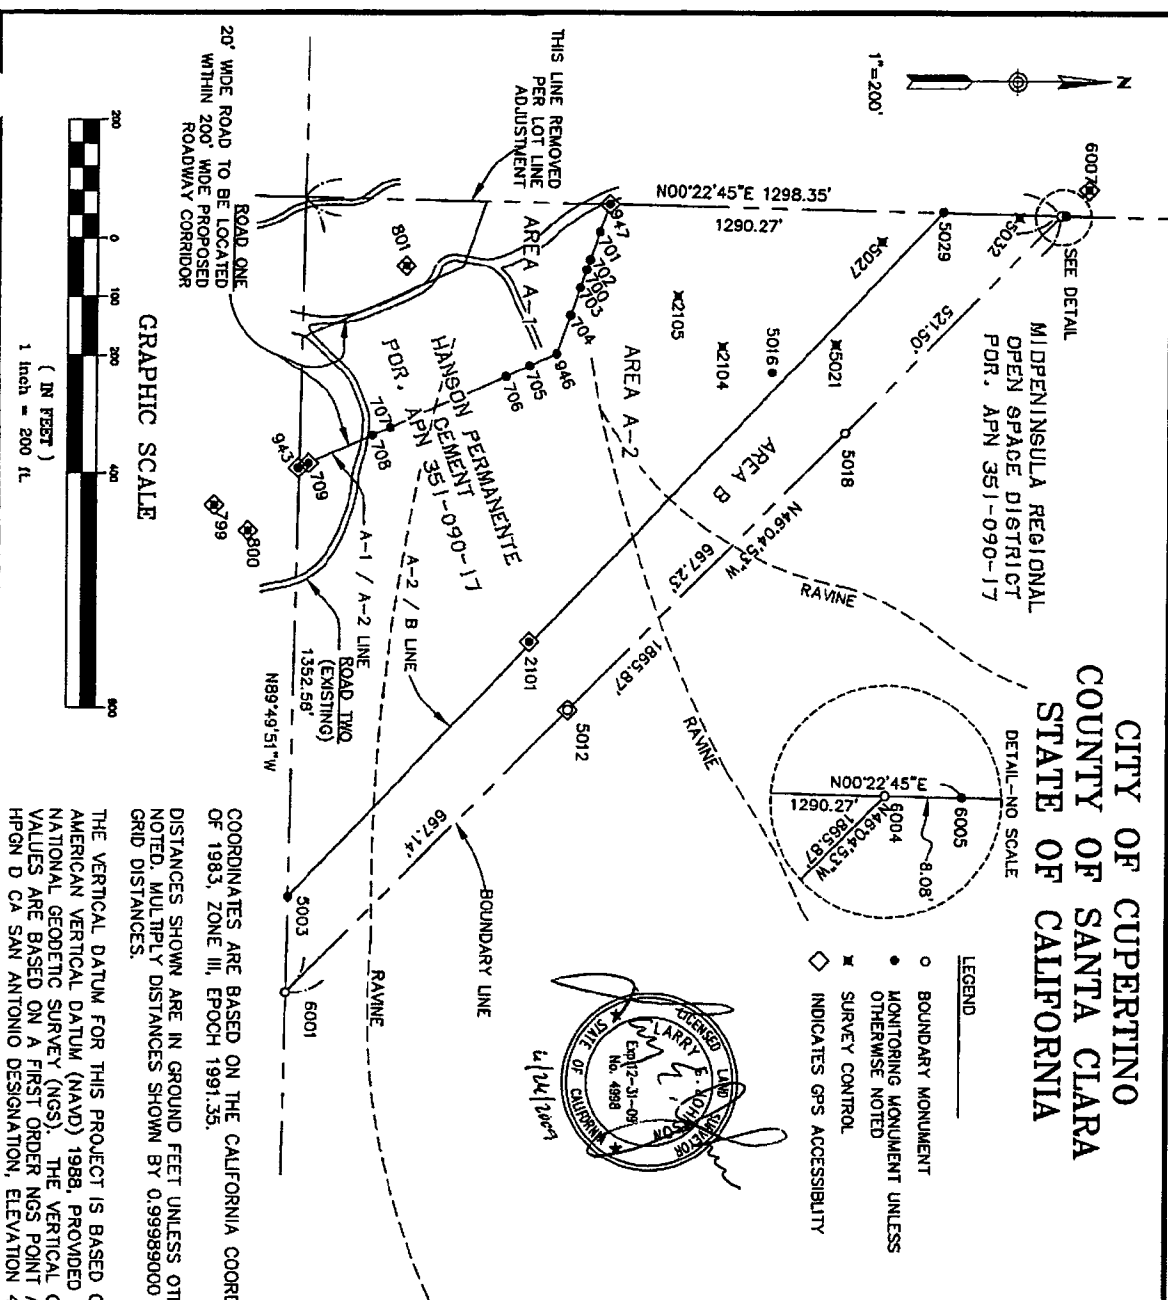 CITY OF CUPERTINO
COUNTY OF SANTA CLARA
STATE OF CALIFORNIA
N
1"=200'
6007
SEE DETAIL
5032
5029
5027
N00°22'45"E 1298.35'
1290.27'
521.50'
MIDPENINSULA REGIONAL
OPEN SPACE DISTRICT
POR. APN 351-090-17
5021
5018
5016
2104
2105
AREA A-2
AREA B
N46°04'53"W
667.23'
1865.87'
RAVINE
RAVINE
THIS LINE REMOVED
PER LOT LINE
ADJUSTMENT
947
701
702
700
703
704
946
705
706
707
708
709
943
AREA A-1
801
799
800
HANSON PERMANENTE
CEMENT
POR. APN 351-090-17
ROAD ONE
20' WIDE ROAD TO BE LOCATED
WITHIN 200' WIDE PROPOSED
ROADWAY CORRIDOR
A-2 / B LINE
A-1 / A-2 LINE
ROAD TWO
(EXISTING)
1352.58'
N89°49'51"W
2101
5012
667.14'
BOUNDARY LINE
5003
6001
RAVINE
DETAIL-NO SCALE
N00°22'45"E
1290.27'
6004
6005
8.08'
N46°04'53"W
1865.87'
LEGEND
BOUNDARY MONUMENT
MONITORING MONUMENT UNLESS
OTHERWISE NOTED
SURVEY CONTROL
INDICATES GPS ACCESSIBILITY
LICENSED LAND SURVEYOR
LARRY E. JOHNSON
Exp. 12-31-09
No. 4998
STATE OF CALIFORNIA
GRAPHIC SCALE
200
0
100
200
400
800
( IN FEET )
1 inch = 200 ft.
COORDINATES ARE BASED ON THE CALIFORNIA COORD
OF 1983, ZONE III, EPOCH 1991.35.
DISTANCES SHOWN ARE IN GROUND FEET UNLESS OT
NOTED. MULTIPLY DISTANCES SHOWN BY 0.99989000
GRID DISTANCES.
THE VERTICAL DATUM FOR THIS PROJECT IS BASED
AMERICAN VERTICAL DATUM (NAVD) 1988, PROVIDED
NATIONAL GEODETIC SURVEY (NGS). THE VERTICAL
VALUES ARE BASED ON A FIRST ORDER NGS POINT
HPGN D CA SAN ANTONIO DESIGNATION, ELEVATION